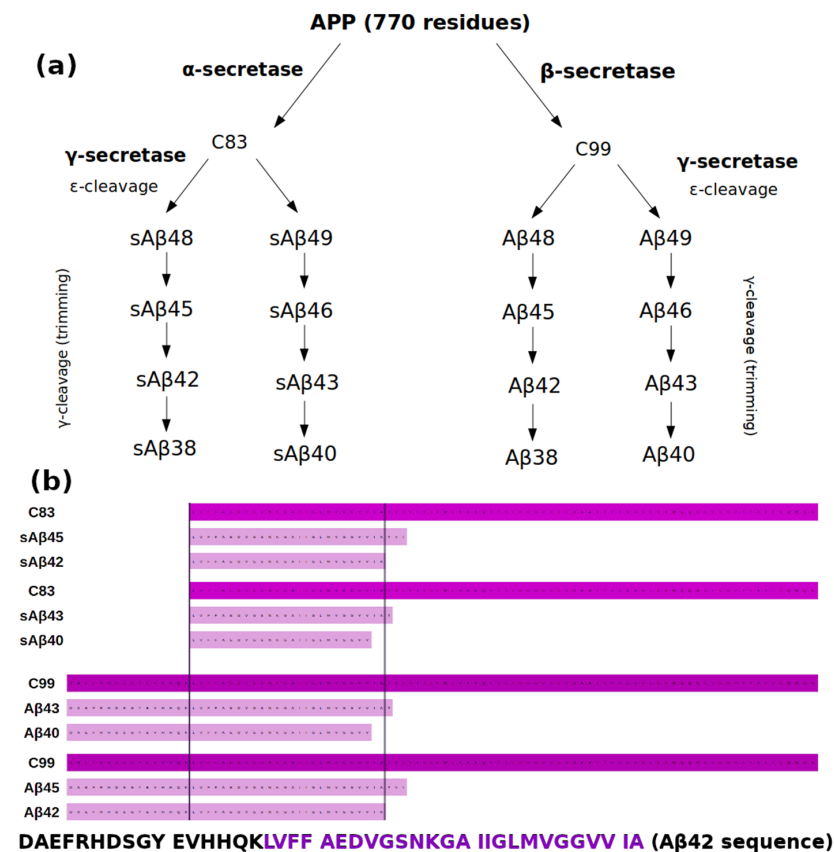 APP (770 residues)
(a)
α-secretase
β-secretase
C83
C99
γ-secretase
ε-cleavage
γ-secretase
ε-cleavage
sAβ48
sAβ49
Aβ48
Aβ49
γ-cleavage (trimming)
γ-cleavage (trimming)
sAβ45
sAβ46
Aβ45
Aβ46
sAβ42
sAβ43
Aβ42
Aβ43
sAβ38
sAβ40
Aβ38
Aβ40
(b)
C83
sAβ45
sAβ42
C83
sAβ43
sAβ40
C99
Aβ43
Aβ40
C99
Aβ45
Aβ42
DAEFRHDSGY EVHHQKLVFF AEDVGSNKGA IIGLMVGGVV IA (Aβ42 sequence)